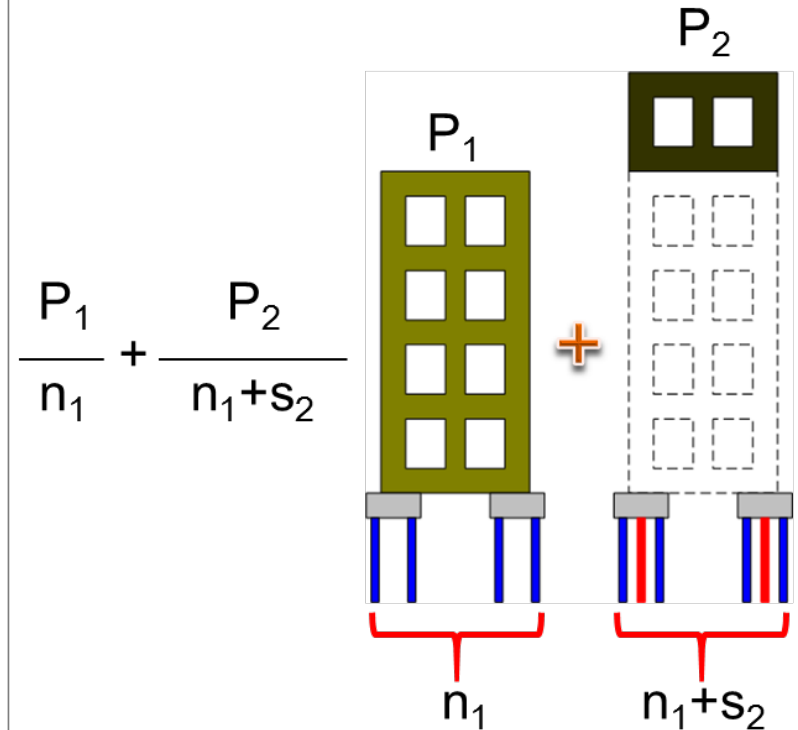 P₂
P₁
P₁ / n₁ + P₂ / n₁+s₂
+
n₁
n₁+s₂